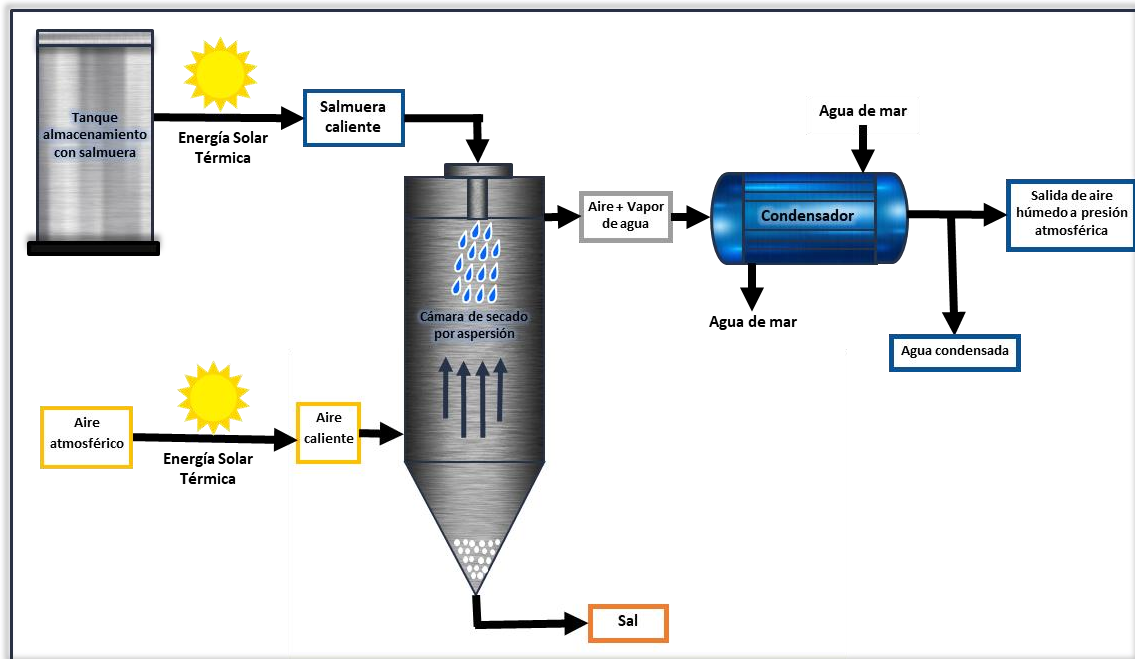 Tanque
almacenamiento
con salmuera
Energía Solar
Térmica
Salmuera
caliente
Agua de mar
Aire + Vapor
de agua
Condensador
Salida de aire
húmedo a presión
atmosférica
Agua de mar
Agua condensada
Cámara de secado
por aspersión
Aire
atmosférico
Energía Solar
Térmica
Aire
caliente
Sal